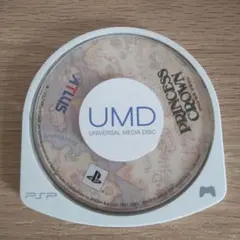 ATLUS
PRINCESS
CROWN
UMD
UNIVERSAL MEDIA DISC
PSP